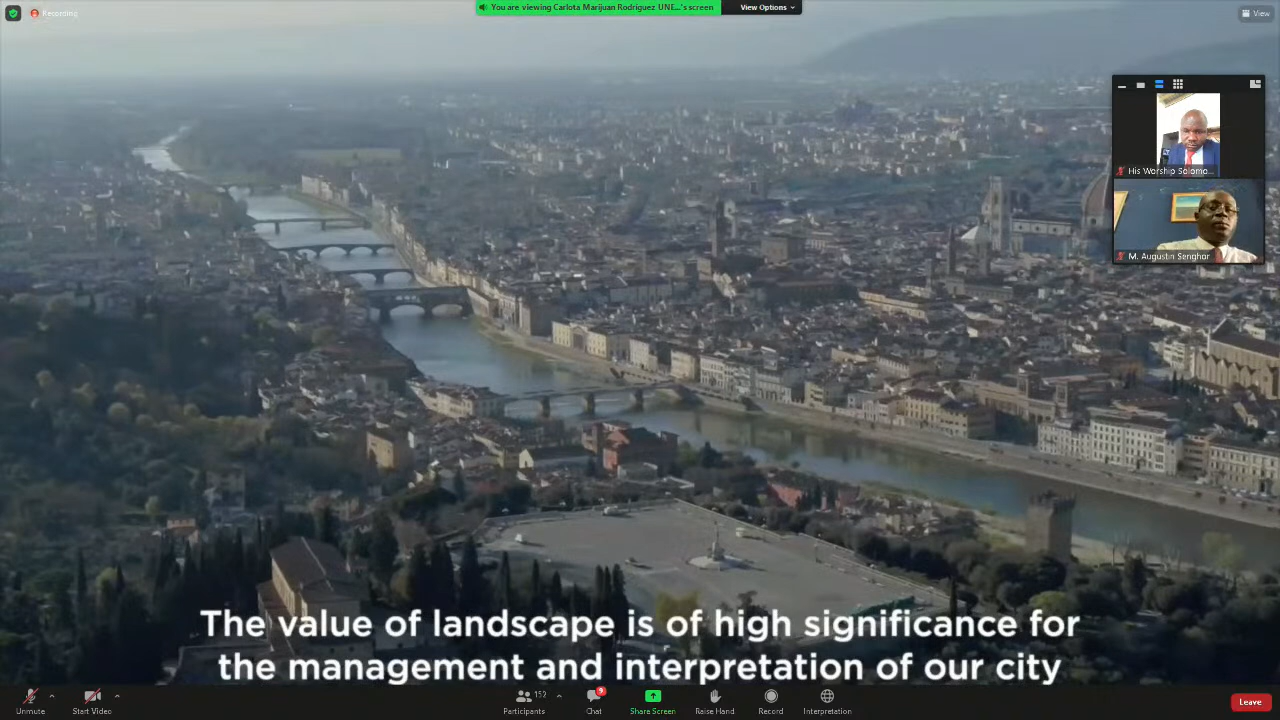 Recording
You are viewing Carlota Marijuan Rodriguez UNE...'s screen
View Options
View
His Worship Solomo...
M. Augustin Senghor
The value of landscape is of high significance for
the management and interpretation of our city
Unmute
Start Video
152
Participants
9
Chat
Share Screen
Raise Hand
Record
Interpretation
Leave